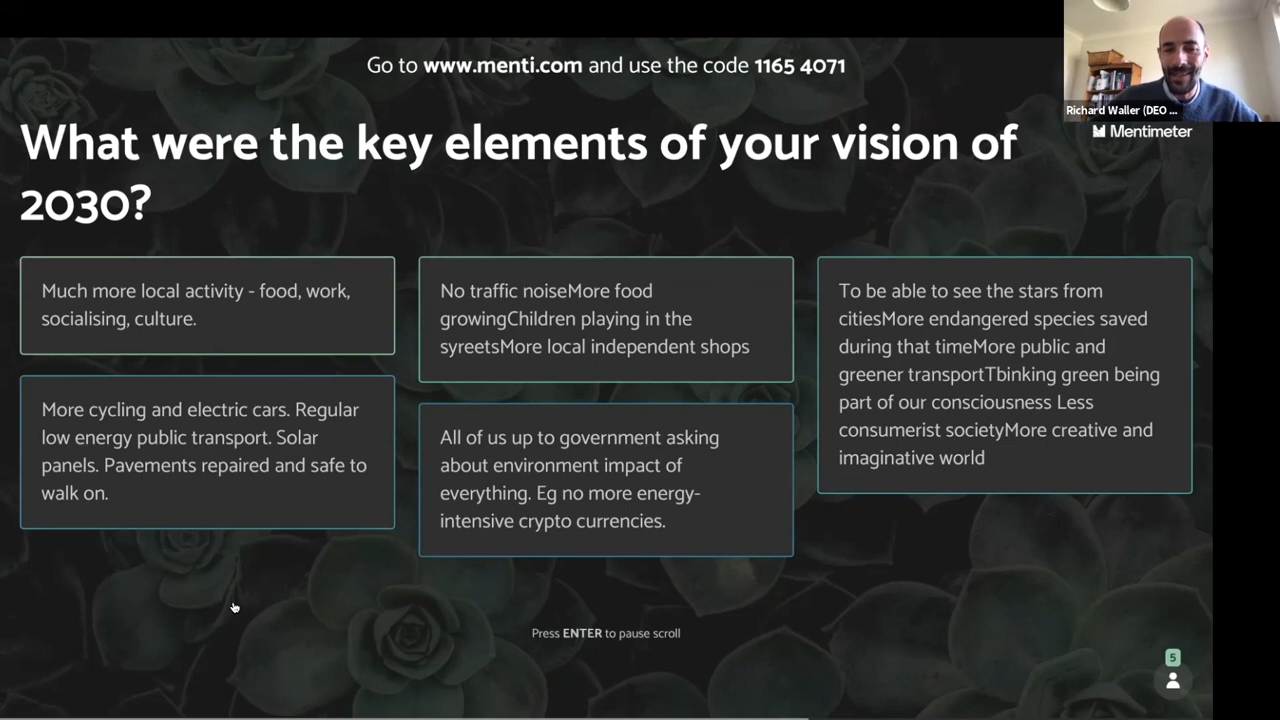 Go to www.menti.com and use the code 1165 4071
Richard Waller (DEO ...
Mentimeter
What were the key elements of your vision of
2030?
Much more local activity - food, work,
socialising, culture.
More cycling and electric cars. Regular
low energy public transport. Solar
panels. Pavements repaired and safe to
walk on.
No traffic noiseMore food
growingChildren playing in the
syreetsMore local independent shops
All of us up to government asking
about environment impact of
everything. Eg no more energy-
intensive crypto currencies.
To be able to see the stars from
citiesMore endangered species saved
during that timeMore public and
greener transportTbinking green being
part of our consciousness Less
consumerist societyMore creative and
imaginative world
Press ENTER to pause scroll
5